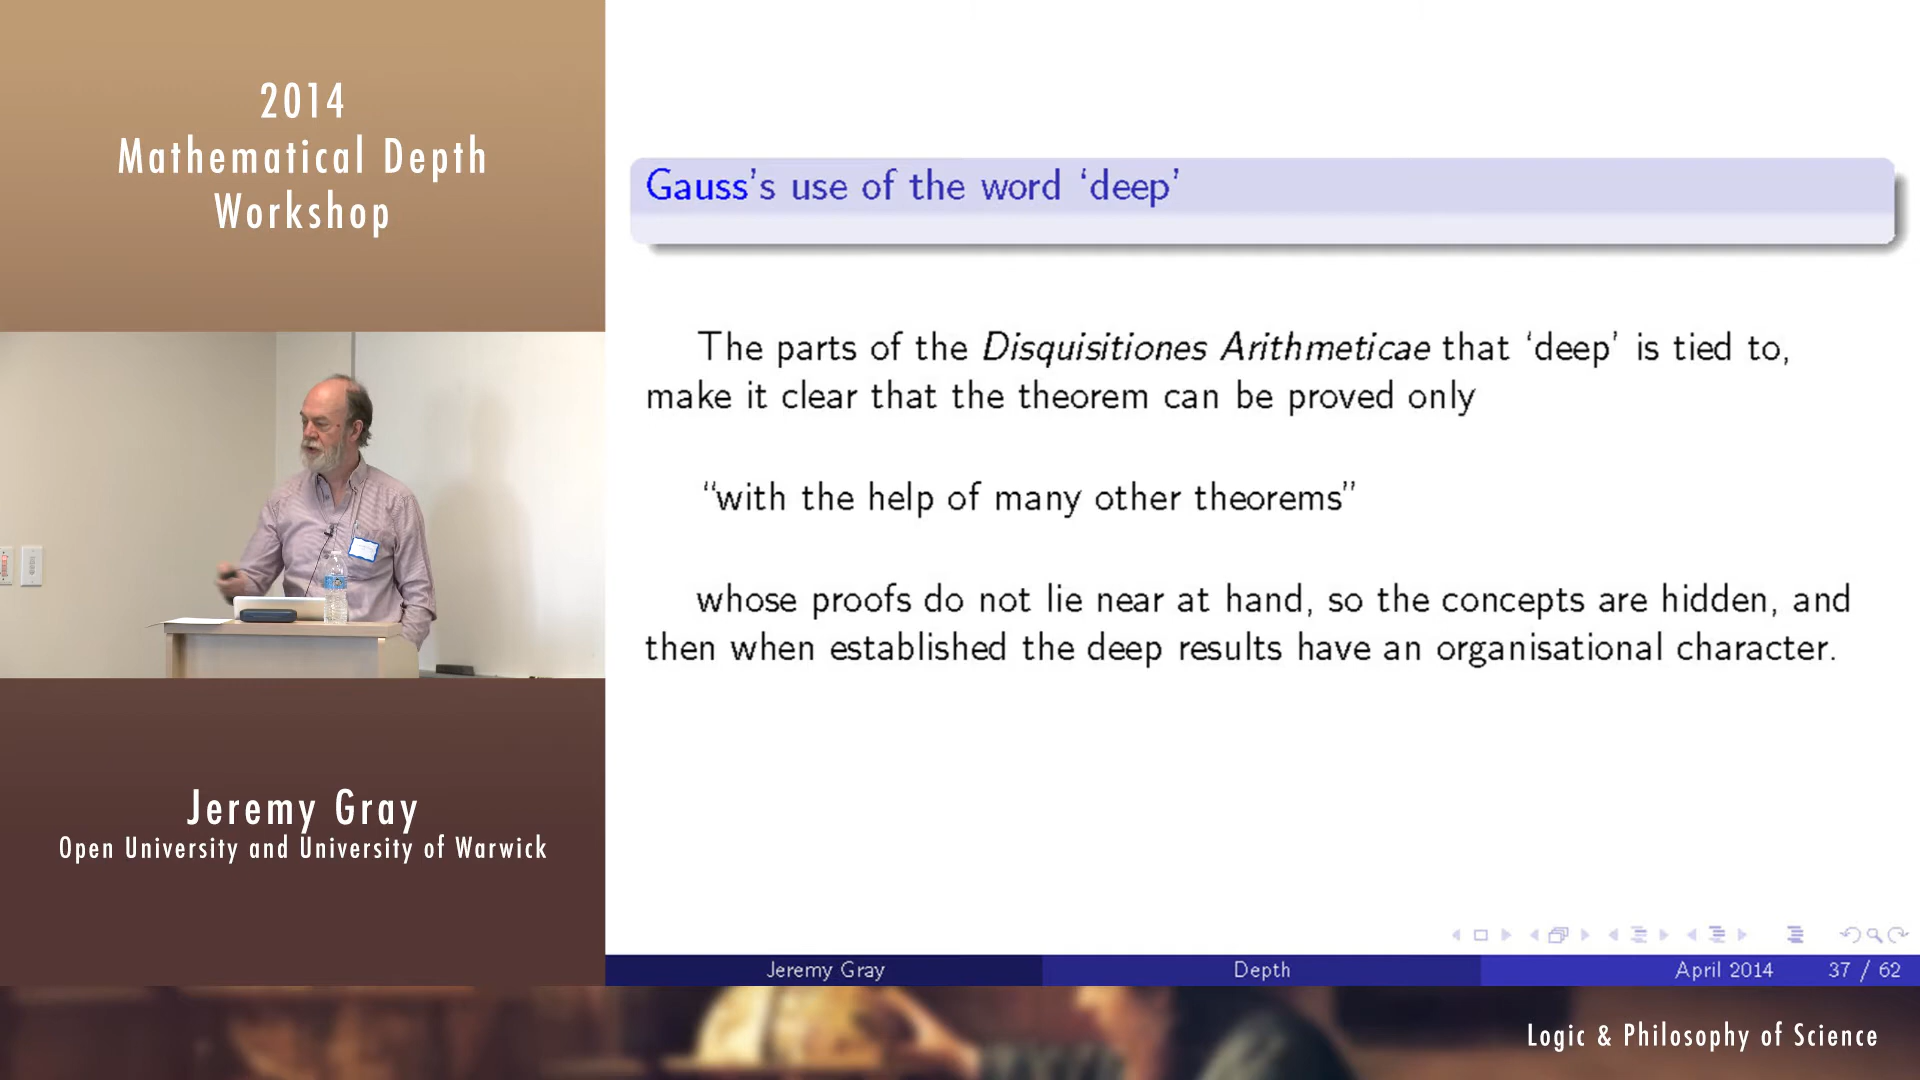 2014
Mathematical Depth
Workshop
Jeremy Gray
Open University and University of Warwick
Gauss's use of the word ‘deep’
The parts of the Disquisitiones Arithmeticae that ‘deep’ is tied to,
make it clear that the theorem can be proved only
“with the help of many other theorems”
whose proofs do not lie near at hand, so the concepts are hidden, and
then when established the deep results have an organisational character.
Jeremy Gray Depth April 2014 37 / 62
Logic & Philosophy of Science